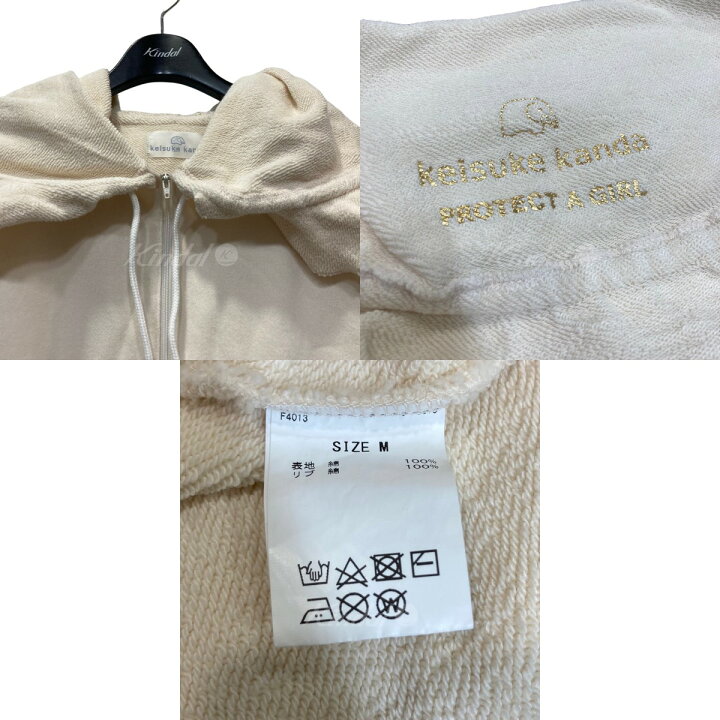 Kindal
keisuke kanda
Kindal
keisuke kanda
PROTECT A GIRL
F4013
SIZE M
表地 綿 100%
リブ 綿 100%